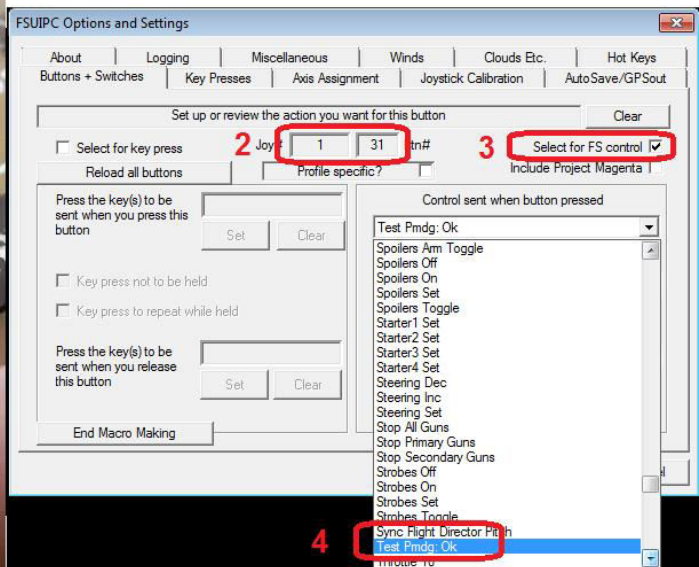 FSUIPC Options and Settings
About Logging Miscellaneous Winds Clouds Etc. Hot Keys
Buttons + Switches Key Presses Axis Assignment Joystick Calibration AutoSave/GPSout
Set up or review the action you want for this button Clear
Select for key press 2 Joy# 1 31 tn# 3 Select for FS control
Reload all buttons Profile specific? Include Project Magenta
Press the key(s) to be
sent when you press this
button
Set Clear
Key press not to be held
Key press to repeat while held
Press the key(s) to be
sent when you release
this button
Set Clear
End Macro Making
Control sent when button pressed
Test Pmdg: Ok
Spoilers Arm Toggle
Spoilers Off
Spoilers On
Spoilers Set
Spoilers Toggle
Starter1 Set
Starter2 Set
Starter3 Set
Starter4 Set
Steering Dec
Steering Inc
Steering Set
Stop All Guns
Stop Primary Guns
Stop Secondary Guns
Strobes Off
Strobes On
Strobes Set
Strobes Toggle
Sync Flight Director Pitch
4 Test Pmdg: Ok